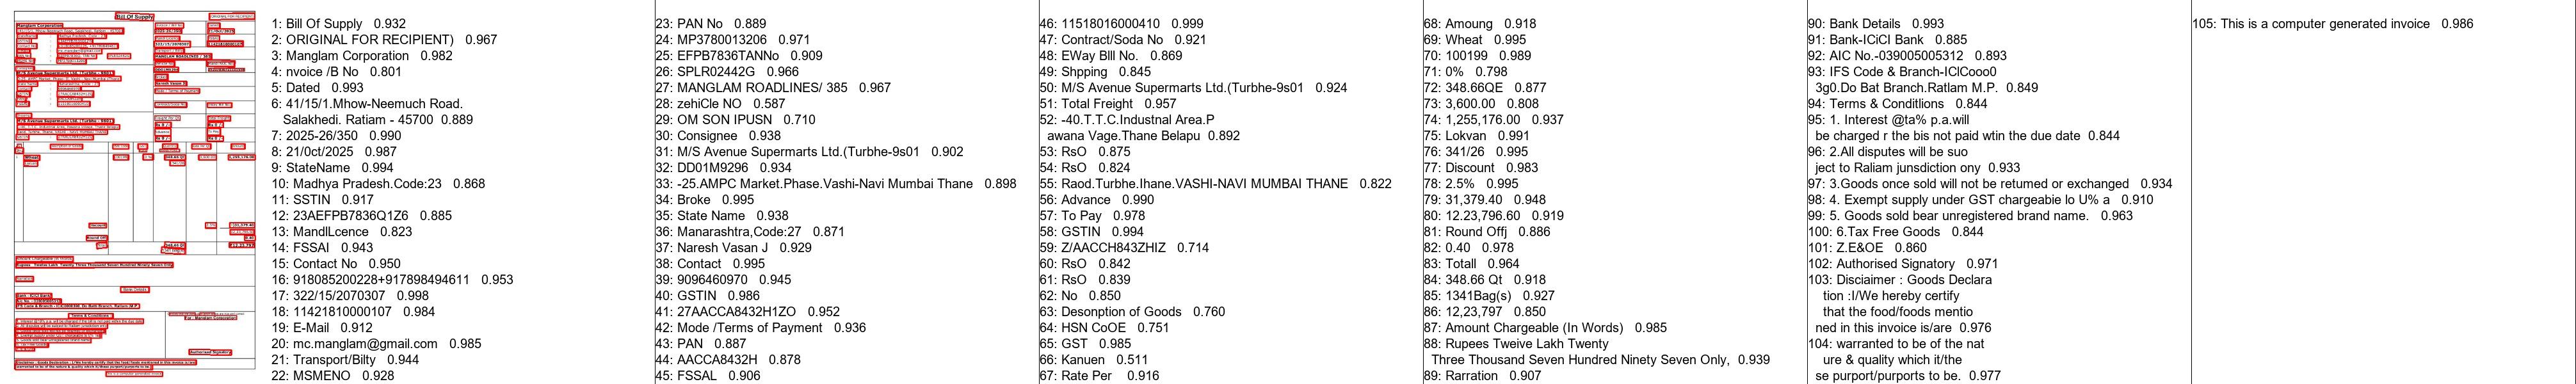 1: Bill Of Supply 0.932
2: ORIGINAL FOR RECIPIENT) 0.967
3: Manglam Corporation 0.982
4: nvoice /B No 0.801
5: Dated 0.993
6: 41/15/1.Mhow-Neemuch Road.
Salakhedi. Ratiam - 45700 0.889
7: 2025-26/350 0.990
8: 21/0ct/2025 0.987
9: StateName 0.994
10: Madhya Pradesh.Code:23 0.868
11: SSTIN 0.917
12: 23AEFPB7836Q1Z6 0.885
13: MandlLcence 0.823
14: FSSAI 0.943
15: Contact No 0.950
16: 918085200228+917898494611 0.953
17: 322/15/2070307 0.998
18: 11421810000107 0.984
19: E-Mail 0.912
20: mc.manglam@gmail.com 0.985
21: Transport/Bilty 0.944
22: MSMENO 0.928
23: PAN No 0.889
24: MP3780013206 0.971
25: EFPB7836TANNo 0.909
26: SPLR02442G 0.966
27: MANGLAM ROADLINES/ 385 0.967
28: zehiCle NO 0.587
29: OM SON IPUSN 0.710
30: Consignee 0.938
31: M/S Avenue Supermarts Ltd.(Turbhe-9s01 0.902
32: DD01M9296 0.934
33: -25.AMPC Market.Phase.Vashi-Navi Mumbai Thane 0.898
34: Broke 0.995
35: State Name 0.938
36: Manarashtra,Code:27 0.871
37: Naresh Vasan J 0.929
38: Contact 0.995
39: 9096460970 0.945
40: GSTIN 0.986
41: 27AACCA8432H1ZO 0.952
42: Mode /Terms of Payment 0.936
43: PAN 0.887
44: AACCA8432H 0.878
45: FSSAL 0.906
46: 11518016000410 0.999
47: Contract/Soda No 0.921
48: EWay BIll No. 0.869
49: Shpping 0.845
50: M/S Avenue Supermarts Ltd.(Turbhe-9s01 0.924
51: Total Freight 0.957
52: -40.T.T.C.Industnal Area.P
awana Vage.Thane Belapu 0.892
53: RsO 0.875
54: RsO 0.824
55: Raod.Turbhe.Ihane.VASHI-NAVI MUMBAI THANE 0.822
56: Advance 0.990
57: To Pay 0.978
58: GSTIN 0.994
59: Z/AACCH843ZHIZ 0.714
60: RsO 0.842
61: RsO 0.839
62: No 0.850
63: Desonption of Goods 0.760
64: HSN CoOE 0.751
65: GST 0.985
66: Kanuen 0.511
67: Rate Per 0.916
68: Amoung 0.918
69: Wheat 0.995
70: 100199 0.989
71: 0% 0.798
72: 348.66QE 0.877
73: 3,600.00 0.808
74: 1,255,176.00 0.937
75: Lokvan 0.991
76: 341/26 0.995
77: Discount 0.983
78: 2.5% 0.995
79: 31,379.40 0.948
80: 12.23,796.60 0.919
81: Round Offj 0.886
82: 0.40 0.978
83: Totall 0.964
84: 348.66 Qt 0.918
85: 1341Bag(s) 0.927
86: 12,23,797 0.850
87: Amount Chargeable (In Words) 0.985
88: Rupees Tweive Lakh Twenty
Three Thousand Seven Hundred Ninety Seven Only, 0.939
89: Rarration 0.907
90: Bank Details 0.993
91: Bank-ICiCI Bank 0.885
92: AIC No.-039005005312 0.893
93: IFS Code & Branch-IClCooo0
3g0.Do Bat Branch.Ratlam M.P. 0.849
94: Terms & Conditlions 0.844
95: 1. Interest @ta% p.a.will
be charged r the bis not paid wtin the due date 0.844
96: 2.All disputes will be suo
ject to Raliam junsdiction ony 0.933
97: 3.Goods once sold will not be retumed or exchanged 0.934
98: 4. Exempt supply under GST chargeabie lo U% a 0.910
99: 5. Goods sold bear unregistered brand name. 0.963
100: 6.Tax Free Goods 0.844
101: Z.E&OE 0.860
102: Authorised Signatory 0.971
103: Disciaimer : Goods Declara
tion :I/We hereby certify
that the food/foods mentio
ned in this invoice is/are 0.976
104: warranted to be of the nat
ure & quality which it/the
se purport/purports to be. 0.977
105: This is a computer generated invoice 0.986